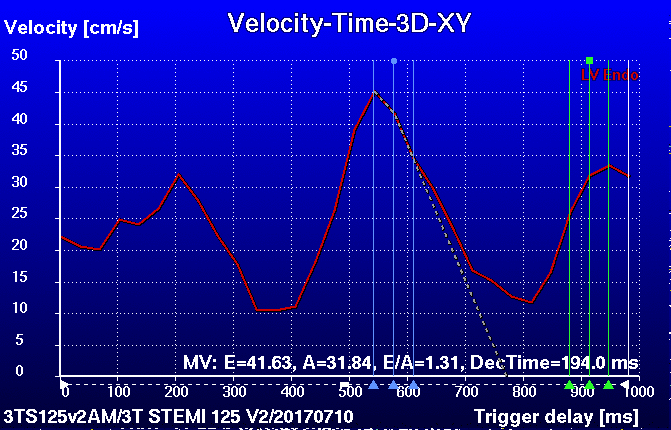 Velocity-Time-3D-XY
Velocity [cm/s]
LV Endo
50
45
40
35
30
25
20
15
10
5
0
MV: E=41.63, A=31.84, E/A=1.31, DecTime=194.0 ms
0 100 200 300 400 500 600 700 800 900 1000
3TS125v2AM/3T STEMI 125 V2/20170710 Trigger delay [ms]